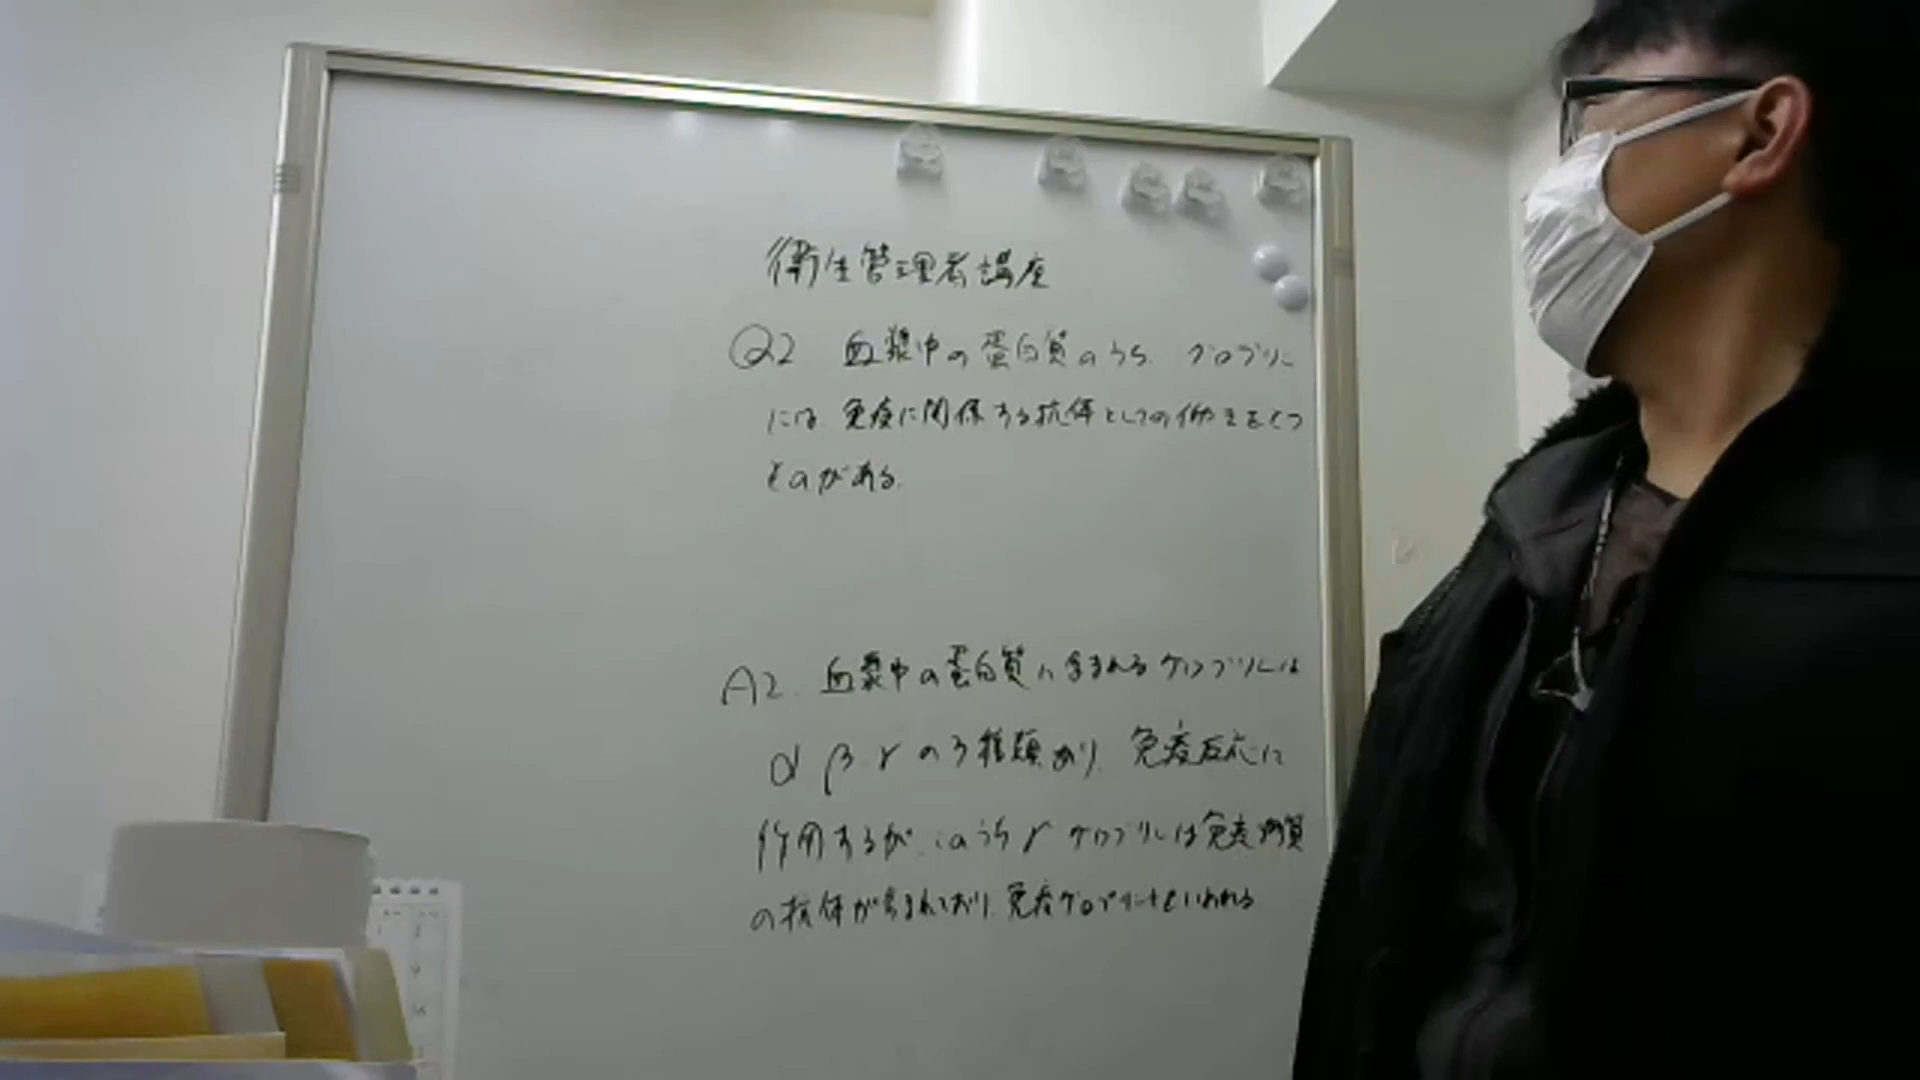 衛生管理者講座
Q2 血漿中の蛋白質のうち、グロブリン
には、免疫に関係する抗体としての働きをもつ
ものがある。
A2. 血漿中の蛋白質に含まれるグロブリンは
α β γ の3種類あり、免疫反応に
作用するが、このうちγグロブリンは免疫物質
の抗体が含まれており、免疫グロブリンともいわれる